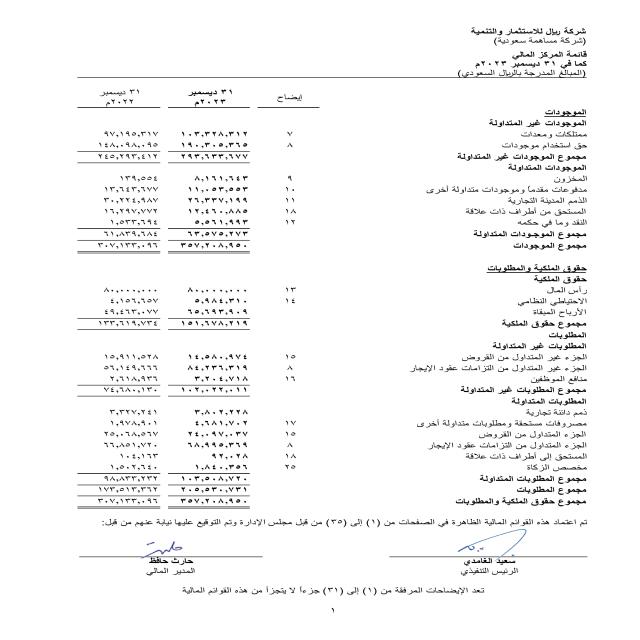 شركة ريال للاستثمار والتنمية
(شركة مساهمة سعودية)
قائمة المركز المالي
كما في ٣١ ديسمبر ٢٠٢٣م
(المبالغ المدرجة بالريال السعودي)
إيضاح ٣١ ديسمبر ٢٠٢٣م ٣١ ديسمبر ٢٠٢٢م
الموجودات
الموجودات غير المتداولة
ممتلكات ومعدات ٧ ١٠٣,٣٢٨,٣١٢ ٩٧,١٩٥,٣١٧
حق استخدام موجودات ٨ ١٩٠,٣٠٥,٣٦٥ ١٤٨,٠٩٨,٠٩٥
مجموع الموجودات غير المتداولة ٢٩٣,٦٣٣,٦٧٧ ٢٤٥,٢٩٣,٤١٢
الموجودات المتداولة
المخزون ٩ ٨,١٦١,٦٤٣ ١٣٩,٥٥٤
مدفوعات مقدماً وموجودات متداولة أخرى ١٠ ١١,٠٥٣,٥٥٣ ١٣,٦٤٣,٦٧٧
الذمم المدينة التجارية ١١ ٢٦,٣٣٧,١٩٩ ٣٠,٢٢٤,٩٨٧
المستحق من أطراف ذات علاقة ١٨ ١٢,٤٦٠,٨٨٥ ١٦,٢٩٧,٧٧٢
النقد وما في حكمه ١٢ ٥,٥٦١,٩٩٣ ١,٥٣٣,٦٩٤
مجموع الموجودات المتداولة ٦٣,٥٧٥,٢٧٣ ٦١,٨٣٩,٦٨٤
مجموع الموجودات ٣٥٧,٢٠٨,٩٥٠ ٣٠٧,١٣٣,٠٩٦
حقوق الملكية والمطلوبات
حقوق الملكية
رأس المال ١٣ ٨٠,٠٠٠,٠٠٠ ٨٠,٠٠٠,٠٠٠
الاحتياطي النظامي ١٤ ٥,٩٨٤,٣١٠ ٤,١٥٦,٦٥٧
الأرباح المبقاة ٦٥,٦٩٣,٩٠٩ ٤٩,٤٦٣,٠٧٧
مجموع حقوق الملكية ١٥١,٦٧٨,٢١٩ ١٣٣,٦١٩,٧٣٤
المطلوبات
المطلوبات غير المتداولة
الجزء غير المتداول من القروض ١٥ ١٤,٥٨٠,٩٧٤ ١٥,٩١١,٥٢٨
الجزء غير المتداول من التزامات عقود الإيجار ٨ ٨٤,٢٣٦,٣١٩ ٥٦,١٤٩,٦٦٦
منافع الموظفين ١٦ ٣,٢٠٤,٧١٨ ٢,٦١٨,٩٣٦
مجموع المطلوبات غير المتداولة ١٠٢,٠٢٢,٠١١ ٧٤,٦٨٠,١٣٠
المطلوبات المتداولة
ذمم دائنة تجارية ٣,٨٠٢,٢٢٨ ٣,٣٢٧,٢٤١
مصروفات مستحقة ومطلوبات متداولة أخرى ١٧ ٤,٦٨١,٧٠٢ ١,٩٧٨,٩٠١
الجزء المتداول من القروض ١٥ ٢٤,٠٩٧,٠٣٧ ٢٥,٠٦٨,٥٦٧
الجزء المتداول من التزامات عقود الإيجار ٨ ٦٨,٩٩٥,٣٦٩ ٦٦,٨٥١,٧٢٠
المستحق إلى أطراف ذات علاقة ١٨ ٩٢,٠٢٨ ١٠٤,١٦٣
مخصص الزكاة ٢٥ ١,٨٤٠,٣٥٦ ١,٥٠٢,٦٤٠
مجموع المطلوبات المتداولة ١٠٣,٥٠٨,٧٢٠ ٩٨,٨٣٣,٢٣٢
مجموع المطلوبات ٢٠٥,٥٣٠,٧٣١ ١٧٣,٥١٣,٣٦٢
مجموع حقوق الملكية والمطلوبات ٣٥٧,٢٠٨,٩٥٠ ٣٠٧,١٣٣,٠٩٦
تم اعتماد هذه القوائم المالية الظاهرة في الصفحات من (١) إلى (٣٥) من قبل مجلس الإدارة وتم التوقيع عليها نيابة عنهم من قبل:
سعيد الغامدي حارث حافظ
الرئيس التنفيذي المدير المالي
تعد الإيضاحات المرفقة من (١) إلى (٣١) جزءاً لا يتجزأ من هذه القوائم المالية
١